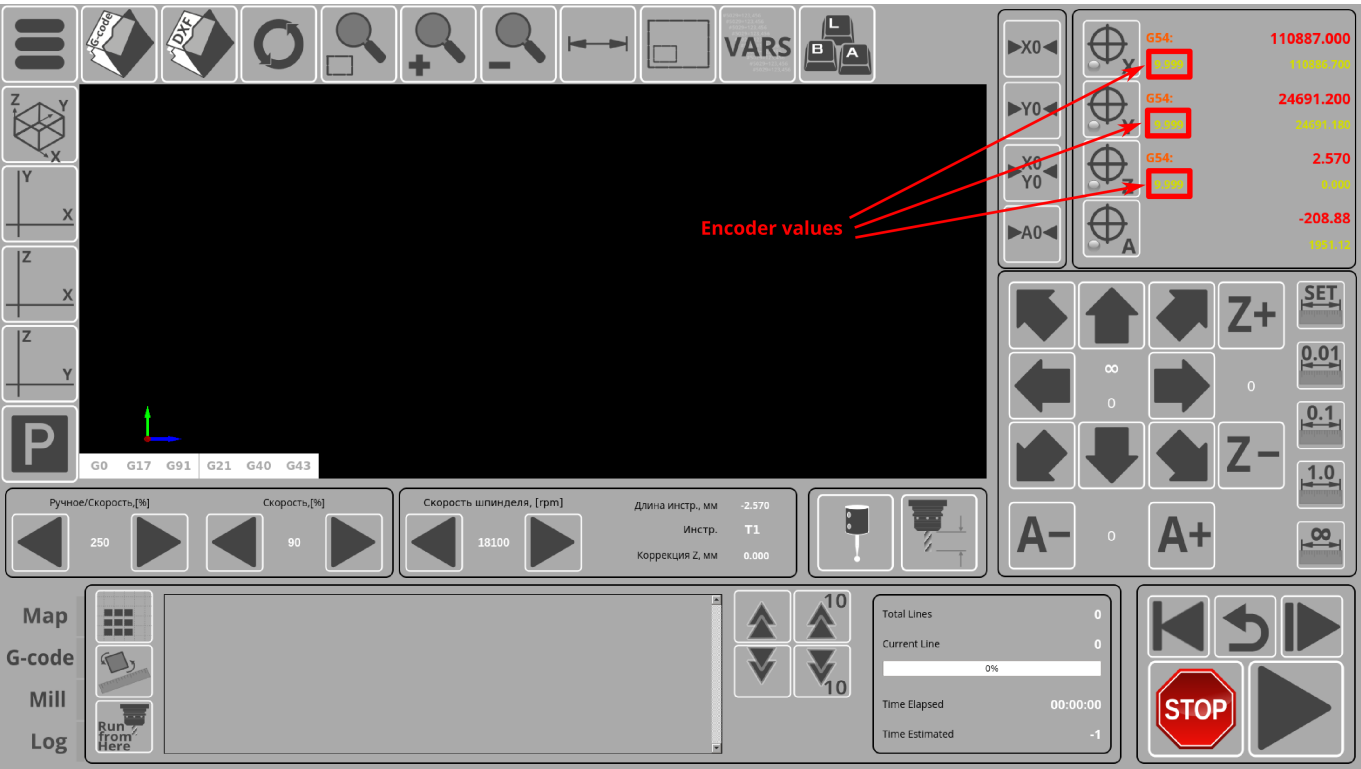 G-code
DXF
VARS
L
B
A
X0
Y0
X0
Y0
A0
X
G54:
110887.000
9.999
110886.700
Y
G54:
24691.200
9.999
24691.180
Z
G54:
2.570
9.999
0.000
A
-208.88
1951.12
Encoder values
Z
Y
X
Y
X
Z
X
Z
Y
P
G0 G17 G91 G21 G40 G43
Z+
SET
0.01
∞
0
0
0.1
Z−
1.0
A−
0
A+
∞
Ручное/Скорость,[%]
250
Скорость,[%]
90
Скорость шпинделя, [rpm]
18100
Длина инстр., мм -2.570
Инстр. T1
Коррекция Z, мм 0.000
Map
G-code
Mill
Log
Run
from
Here
10
10
Total Lines 0
Current Line 0
0%
Time Elapsed 00:00:00
Time Estimated -1
STOP